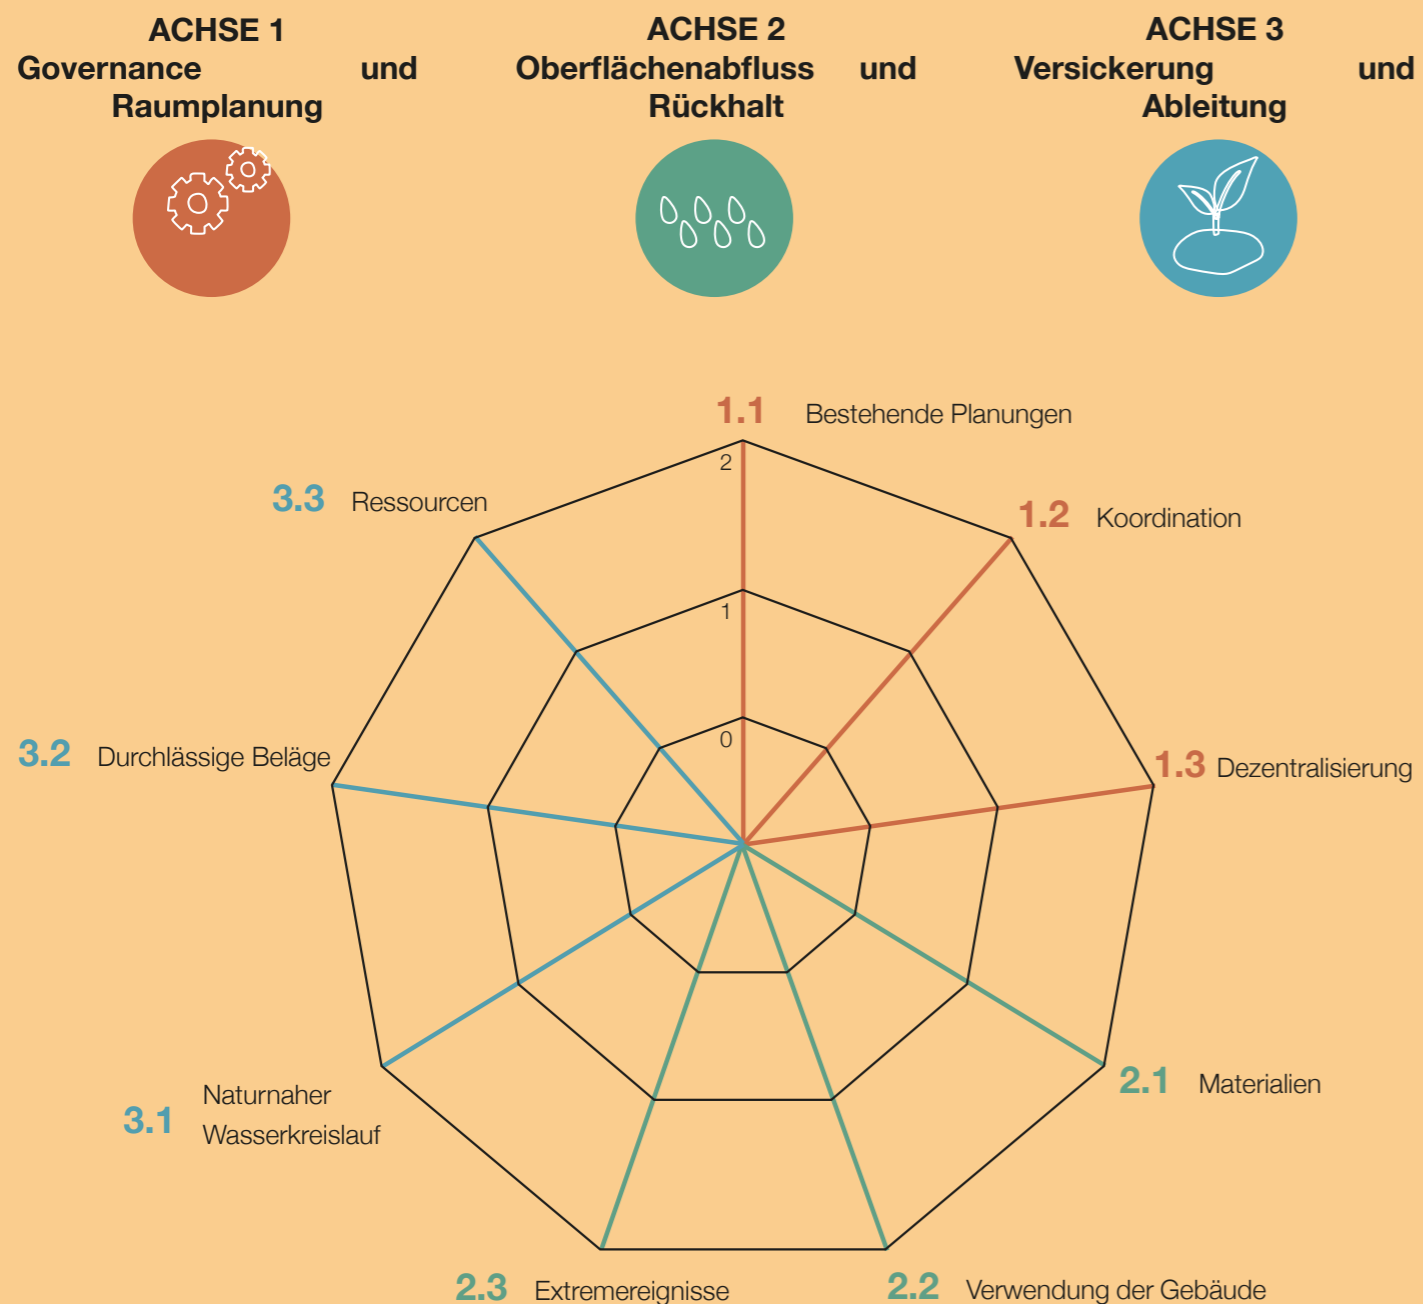 ACHSE 1
Governance und
Raumplanung
ACHSE 2
Oberflächenabfluss und
Rückhalt
ACHSE 3
Versickerung und
Ableitung
1.1 Bestehende Planungen
2
3.3 Ressourcen
1.2 Koordination
1
0
3.2 Durchlässige Beläge
1.3 Dezentralisierung
2.1 Materialien
3.1 Naturnaher
Wasserkreislauf
2.3 Extremereignisse
2.2 Verwendung der Gebäude